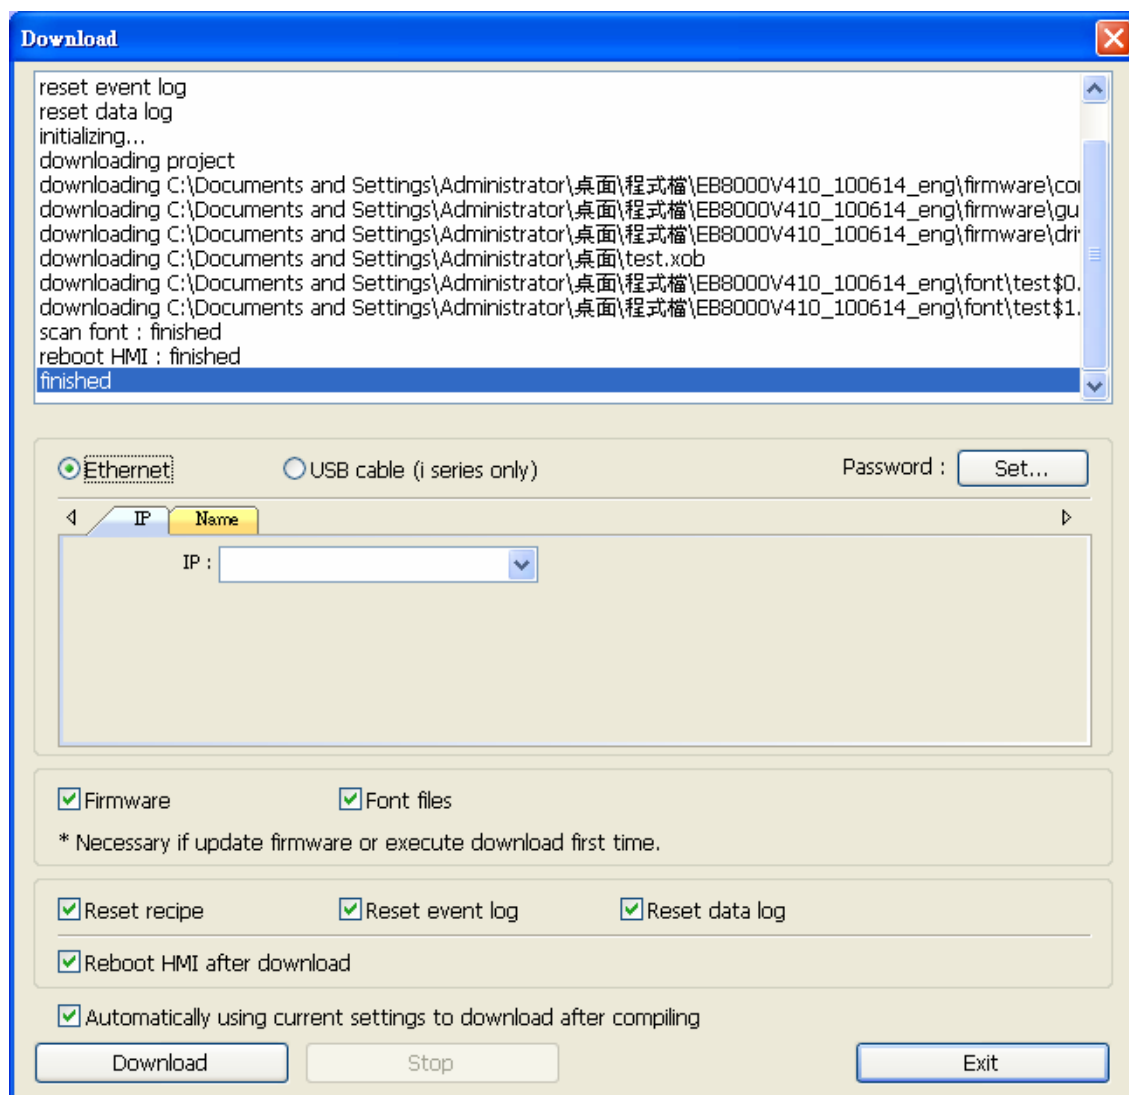 Download
reset event log
reset data log
initializing...
downloading project
downloading C:\Documents and Settings\Administrator\桌面\程式檔\EB8000V410_100614_eng\firmware\co
downloading C:\Documents and Settings\Administrator\桌面\程式檔\EB8000V410_100614_eng\firmware\gu
downloading C:\Documents and Settings\Administrator\桌面\程式檔\EB8000V410_100614_eng\firmware\dri
downloading C:\Documents and Settings\Administrator\桌面\test.xob
downloading C:\Documents and Settings\Administrator\桌面\程式檔\EB8000V410_100614_eng\font\test$0.
downloading C:\Documents and Settings\Administrator\桌面\程式檔\EB8000V410_100614_eng\font\test$1.
scan font : finished
reboot HMI : finished
finished
Ethernet USB cable (i series only) Password : Set...
IP Name
IP :
Firmware Font files
* Necessary if update firmware or execute download first time.
Reset recipe Reset event log Reset data log
Reboot HMI after download
Automatically using current settings to download after compiling
Download Stop Exit